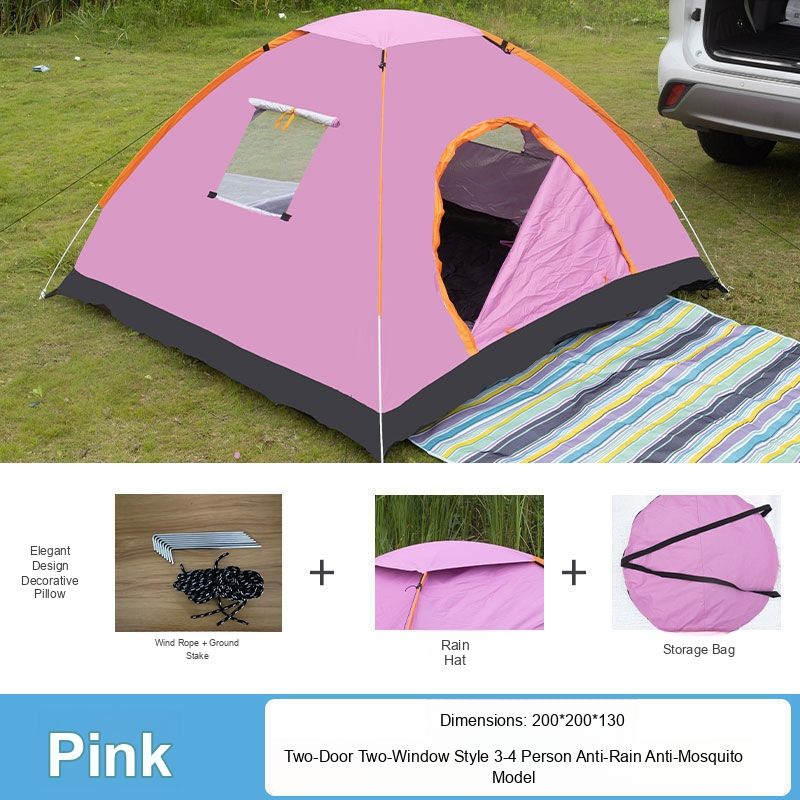 Elegant
Design
Decorative
Pillow
Wind Rope + Ground
Stake
Rain
Hat
Storage Bag
Pink
Dimensions: 200*200*130
Two-Door Two-Window Style 3-4 Person Anti-Rain Anti-Mosquito
Model